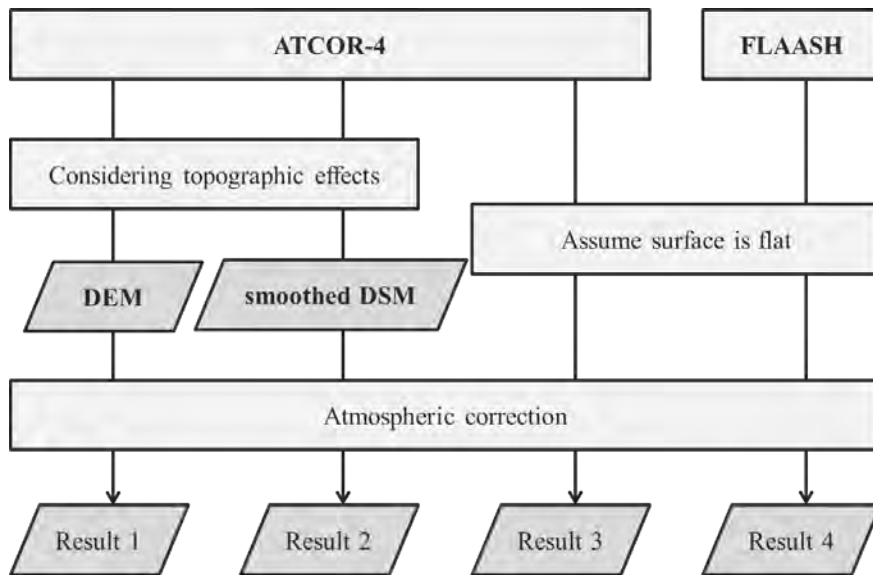 ATCOR-4
FLAASH
Considering topographic effects
Assume surface is flat
DEM
smoothed DSM
Atmospheric correction
Result 1
Result 2
Result 3
Result 4